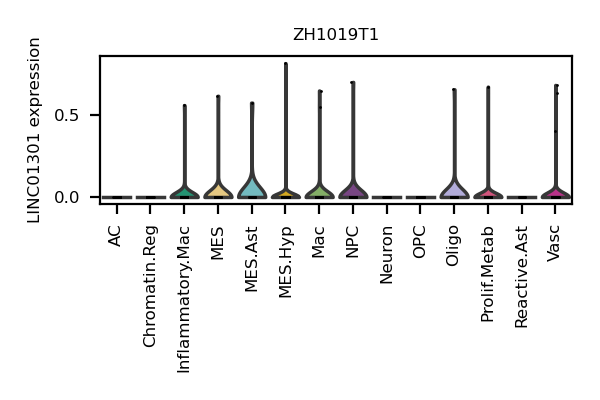 ZH1019T1
LINC01301 expression
0.5
0.0
AC
Chromatin.Reg
Inflammatory.Mac
MES
MES.Ast
MES.Hyp
Mac
NPC
Neuron
OPC
Oligo
Prolif.Metab
Reactive.Ast
Vasc